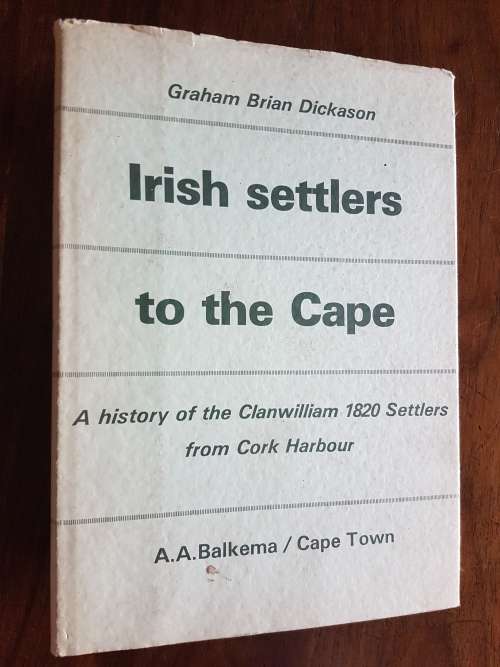 Graham Brian Dickason
Irish settlers
to the Cape
A history of the Clanwilliam 1820 Settlers
from Cork Harbour
A.A.Balkema / Cape Town